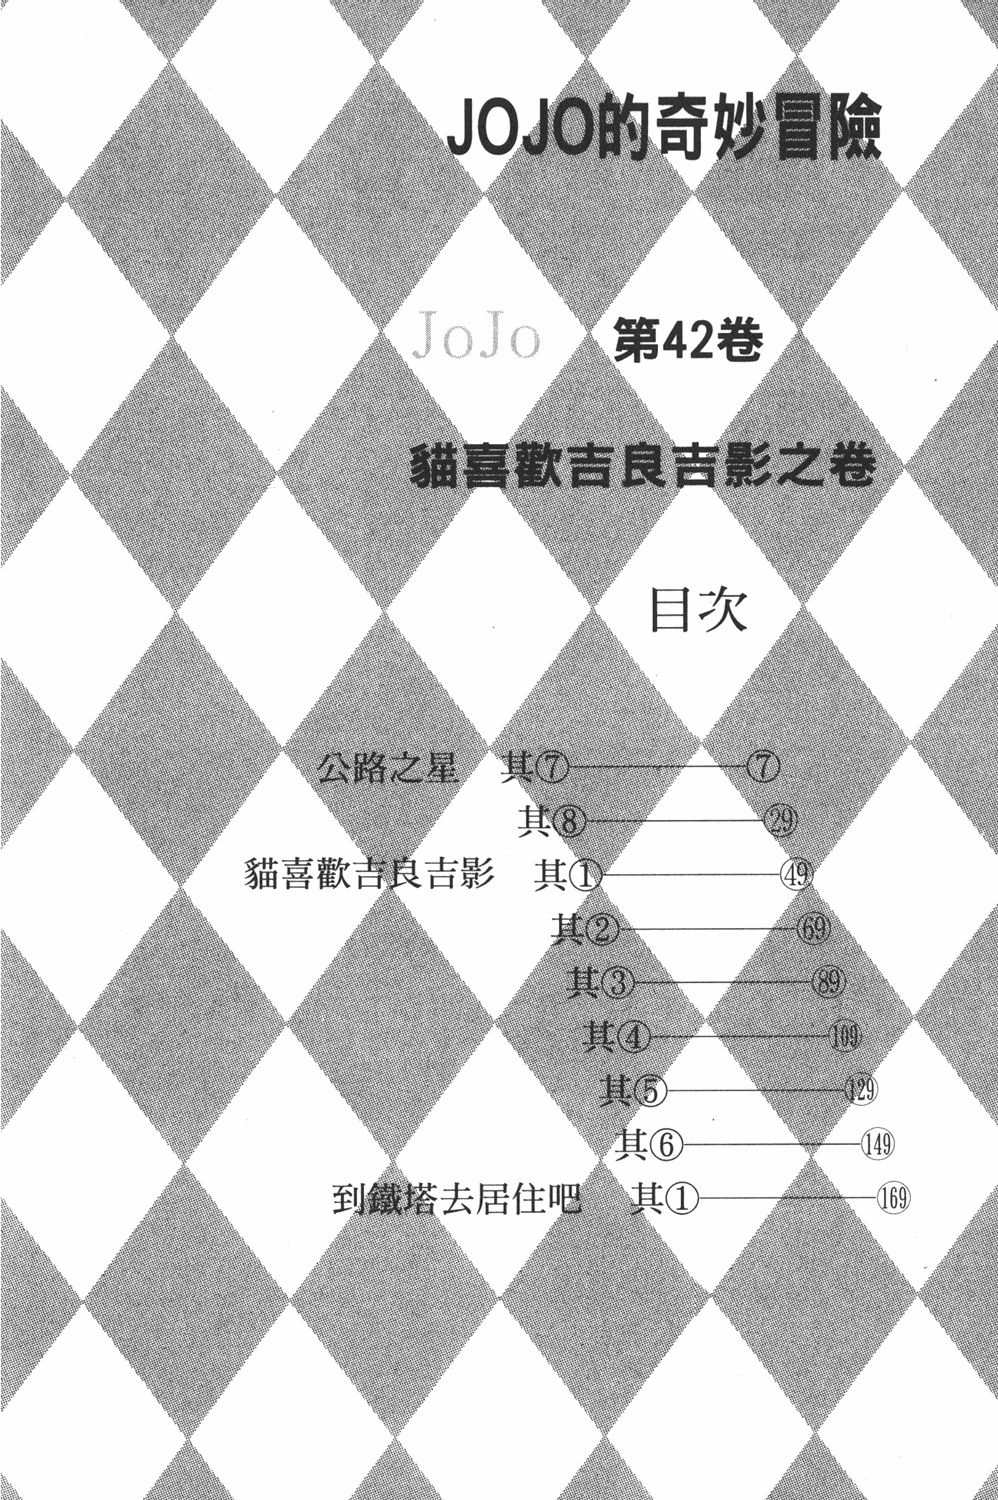 JOJO的奇妙冒險
JoJo 第42卷
貓喜歡吉良吉影之卷
目次
公路之星 其⑦—⑦
其⑧—㉙
貓喜歡吉良吉影 其①—㊾
其②—69
其③—89
其④—109
其⑤—129
其⑥—149
到鐵塔去居住吧 其①—169